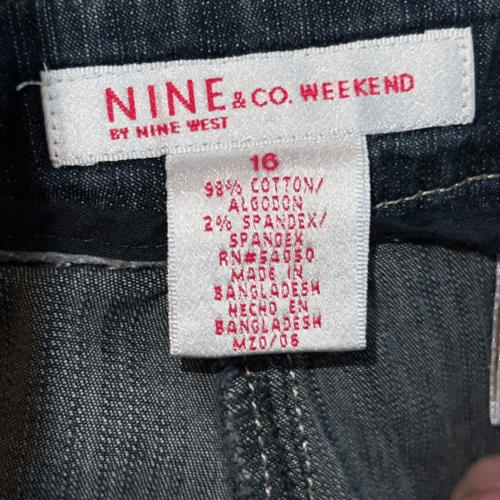 NINE & CO. WEEKEND
BY NINE WEST
16
98% COTTON/
ALGODON
2% SPANDEX/
SPANDEX
RN#54050
MADE IN
BANGLADESH
HECHO EN
BANGLADESH
MZO/06